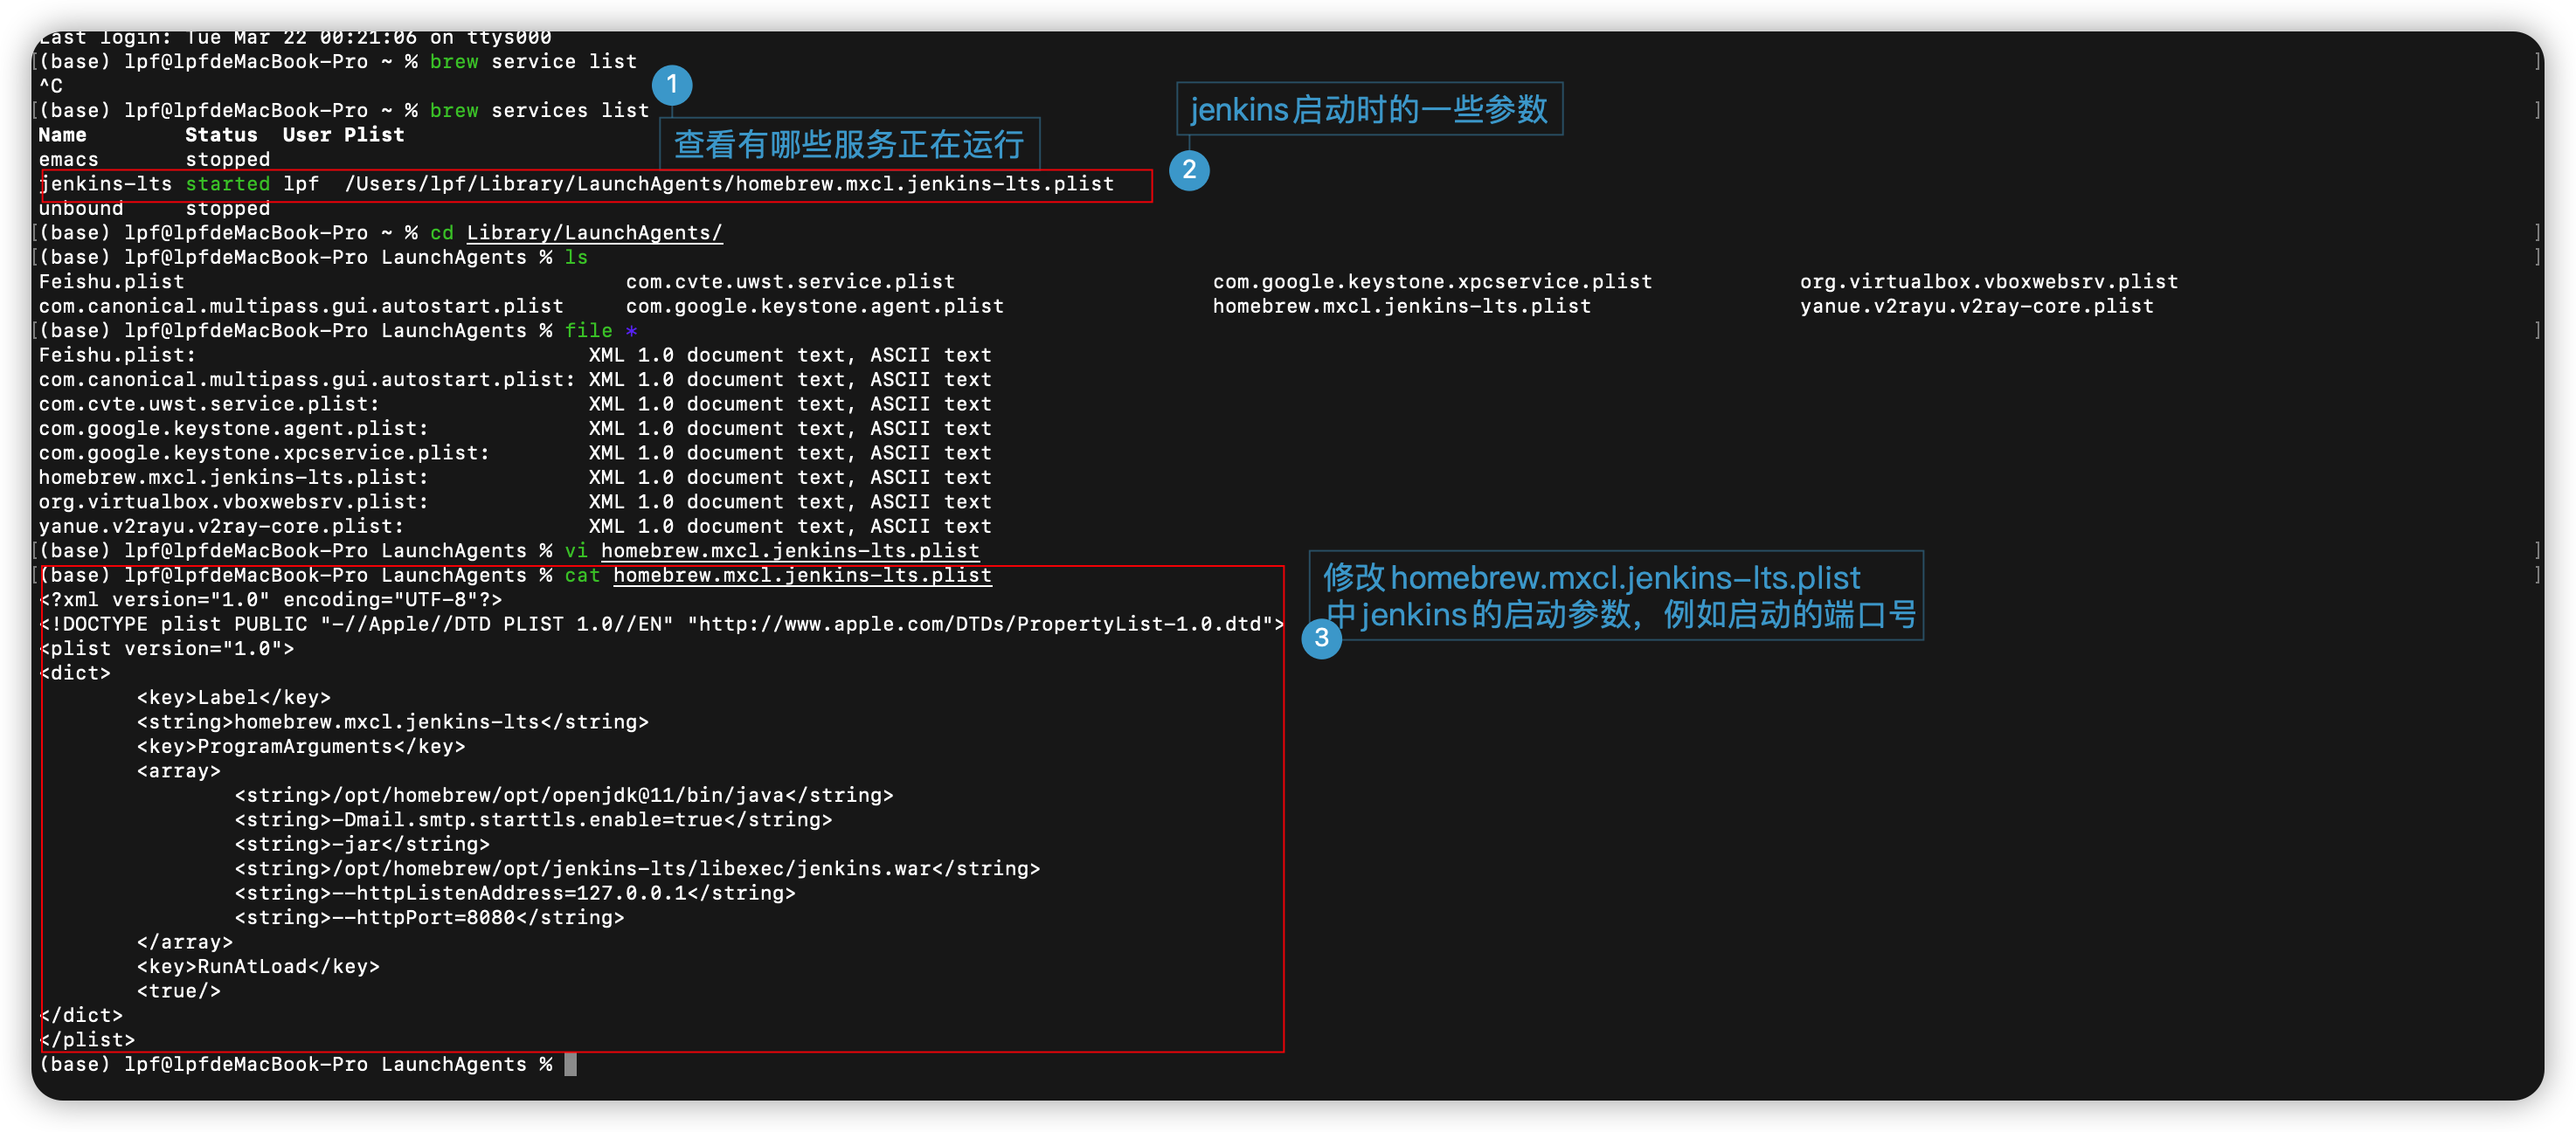 Last login: Tue Mar 22 00:21:06 on ttys000
[(base) lpf@lpfdeMacBook-Pro ~ % brew service list ]
^C
1
[(base) lpf@lpfdeMacBook-Pro ~ % brew services list ]
jenkins启动时的一些参数
Name Status User Plist
查看有哪些服务正在运行
emacs stopped
2
jenkins-lts started lpf /Users/lpf/Library/LaunchAgents/homebrew.mxcl.jenkins-lts.plist
unbound stopped
[(base) lpf@lpfdeMacBook-Pro ~ % cd Library/LaunchAgents/ ]
[(base) lpf@lpfdeMacBook-Pro LaunchAgents % ls ]
Feishu.plist com.cvte.uwst.service.plist com.google.keystone.xpcservice.plist org.virtualbox.vboxwebsrv.plist
com.canonical.multipass.gui.autostart.plist com.google.keystone.agent.plist homebrew.mxcl.jenkins-lts.plist yanue.v2rayu.v2ray-core.plist
[(base) lpf@lpfdeMacBook-Pro LaunchAgents % file * ]
Feishu.plist: XML 1.0 document text, ASCII text
com.canonical.multipass.gui.autostart.plist: XML 1.0 document text, ASCII text
com.cvte.uwst.service.plist: XML 1.0 document text, ASCII text
com.google.keystone.agent.plist: XML 1.0 document text, ASCII text
com.google.keystone.xpcservice.plist: XML 1.0 document text, ASCII text
homebrew.mxcl.jenkins-lts.plist: XML 1.0 document text, ASCII text
org.virtualbox.vboxwebsrv.plist: XML 1.0 document text, ASCII text
yanue.v2rayu.v2ray-core.plist: XML 1.0 document text, ASCII text
[(base) lpf@lpfdeMacBook-Pro LaunchAgents % vi homebrew.mxcl.jenkins-lts.plist ]
[(base) lpf@lpfdeMacBook-Pro LaunchAgents % cat homebrew.mxcl.jenkins-lts.plist ]
修改homebrew.mxcl.jenkins-lts.plist
中jenkins的启动参数，例如启动的端口号
3
<?xml version="1.0" encoding="UTF-8"?>
<!DOCTYPE plist PUBLIC "-//Apple//DTD PLIST 1.0//EN" "http://www.apple.com/DTDs/PropertyList-1.0.dtd">
<plist version="1.0">
<dict>
<key>Label</key>
<string>homebrew.mxcl.jenkins-lts</string>
<key>ProgramArguments</key>
<array>
<string>/opt/homebrew/opt/openjdk@11/bin/java</string>
<string>-Dmail.smtp.starttls.enable=true</string>
<string>-jar</string>
<string>/opt/homebrew/opt/jenkins-lts/libexec/jenkins.war</string>
<string>--httpListenAddress=127.0.0.1</string>
<string>--httpPort=8080</string>
</array>
<key>RunAtLoad</key>
<true/>
</dict>
</plist>
(base) lpf@lpfdeMacBook-Pro LaunchAgents %